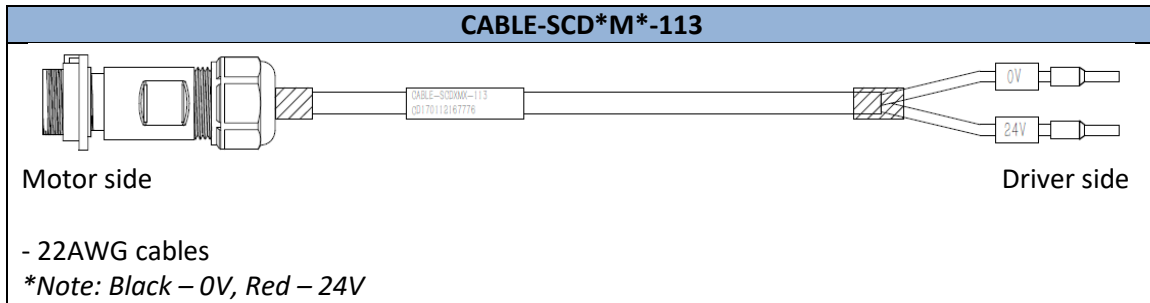 CABLE-SCD*M*-113
CABLE-SCDXMX-113
0V
24V
Motor side
Driver side
- 22AWG cables
*Note: Black – 0V, Red – 24V